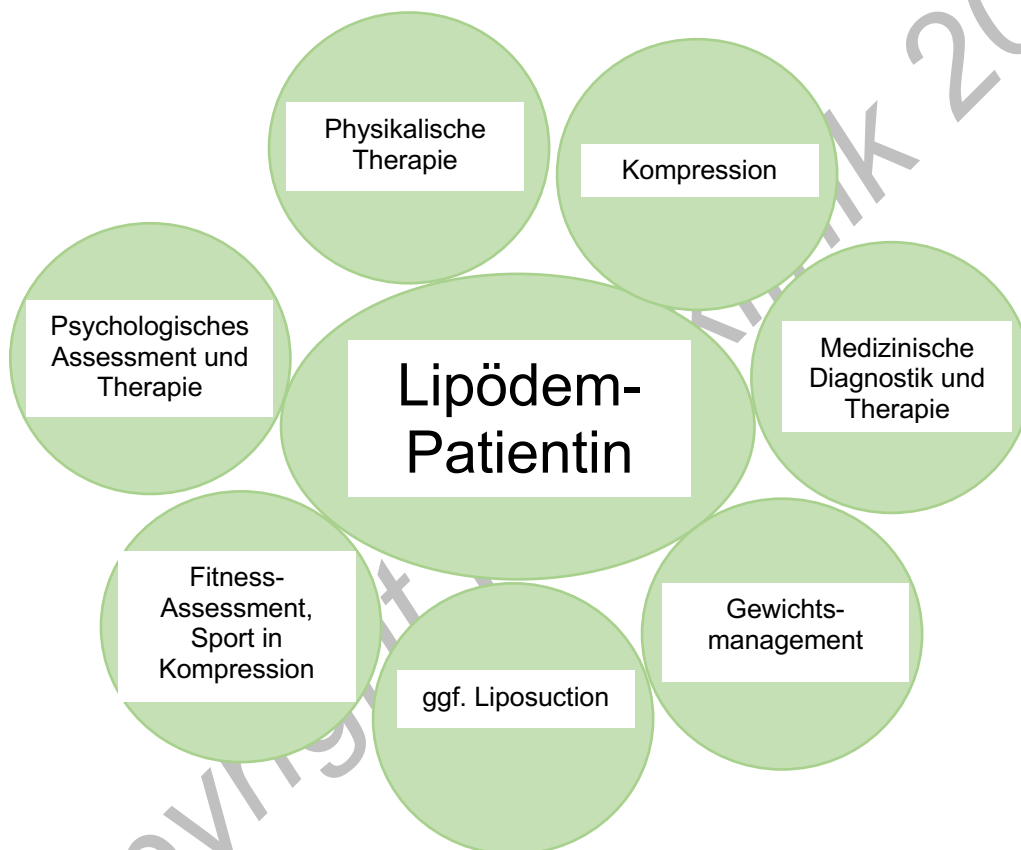 Physikalische
Therapie
Kompression
Psychologisches
Assessment und
Therapie
Lipödem-
Patientin
Medizinische
Diagnostik und
Therapie
Fitness-
Assessment,
Sport in
Kompression
ggf. Liposuction
Gewichts-
management